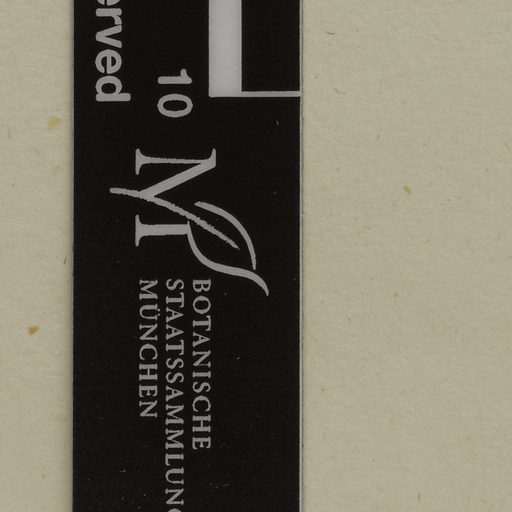 erved
10
M
BOTANISCHE
STAATSSAMMLUNG
MÜNCHEN